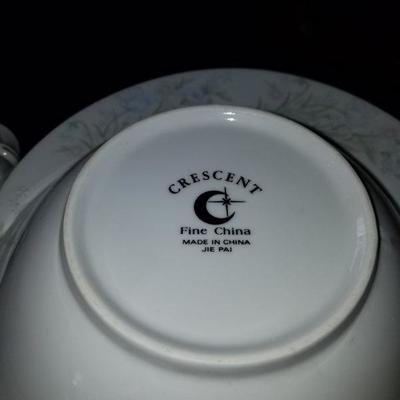 CRESCENT
Fine China
MADE IN CHINA
JIE PAI